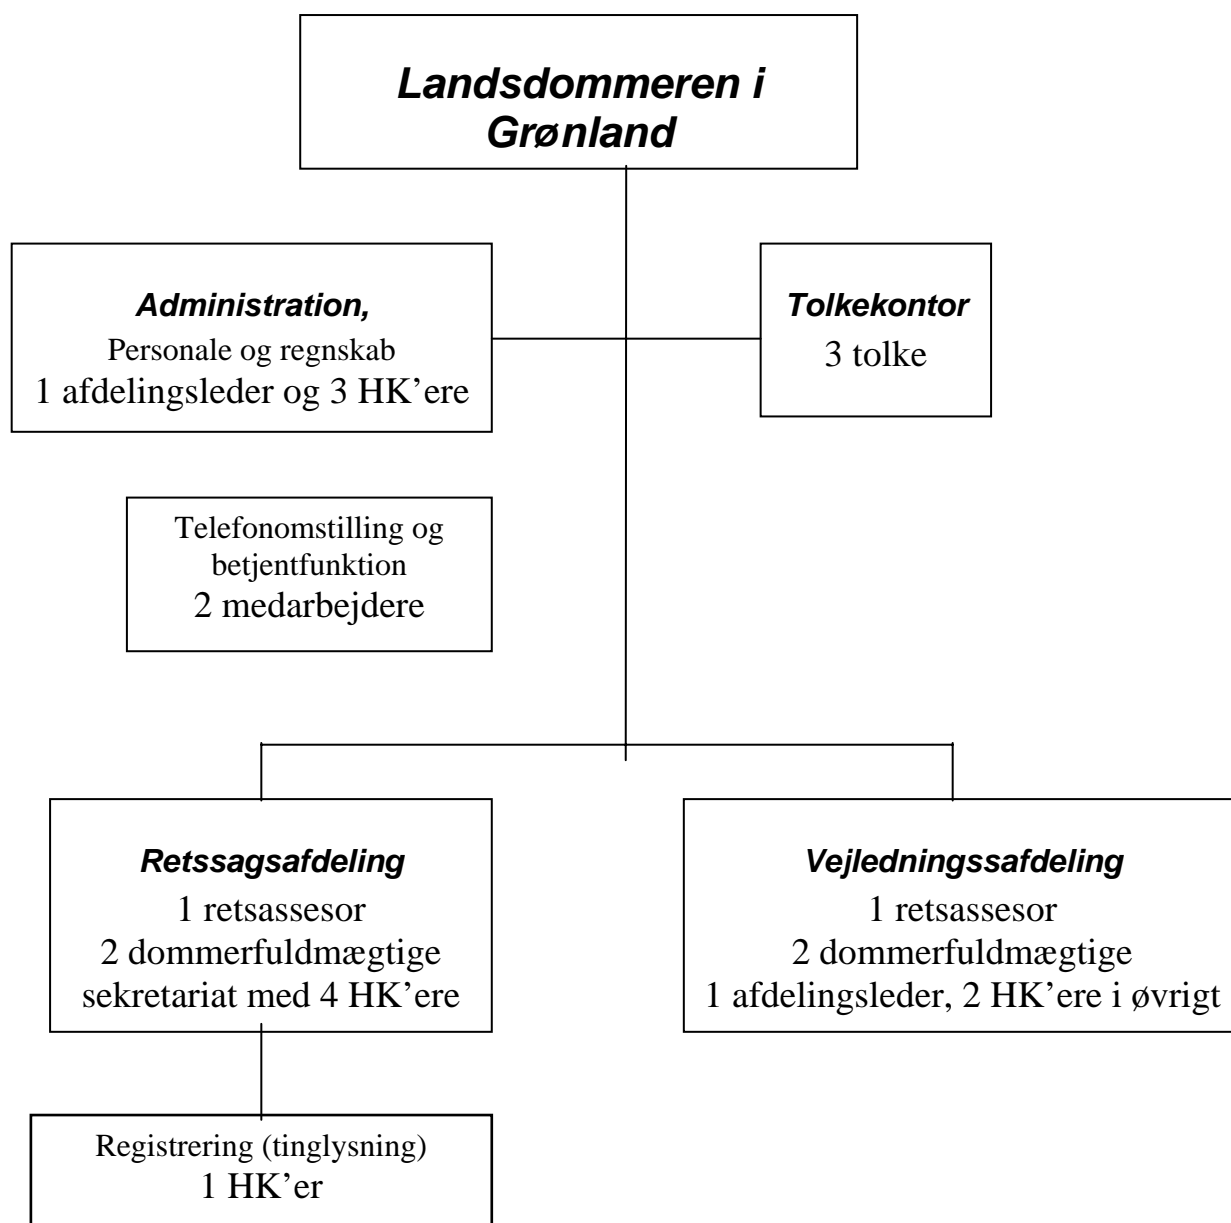 Landsdommeren i
Grønland
Administration,
Personale og regnskab
1 afdelingsleder og 3 HK’ere
Tolkekontor
3 tolke
Telefonomstilling og
betjentfunktion
2 medarbejdere
Retssagsafdeling
1 retsassesor
2 dommerfuldmægtige
sekretariat med 4 HK’ere
Vejledningssafdeling
1 retsassesor
2 dommerfuldmægtige
1 afdelingsleder, 2 HK’ere i øvrigt
Registrering (tinglysning)
1 HK’er